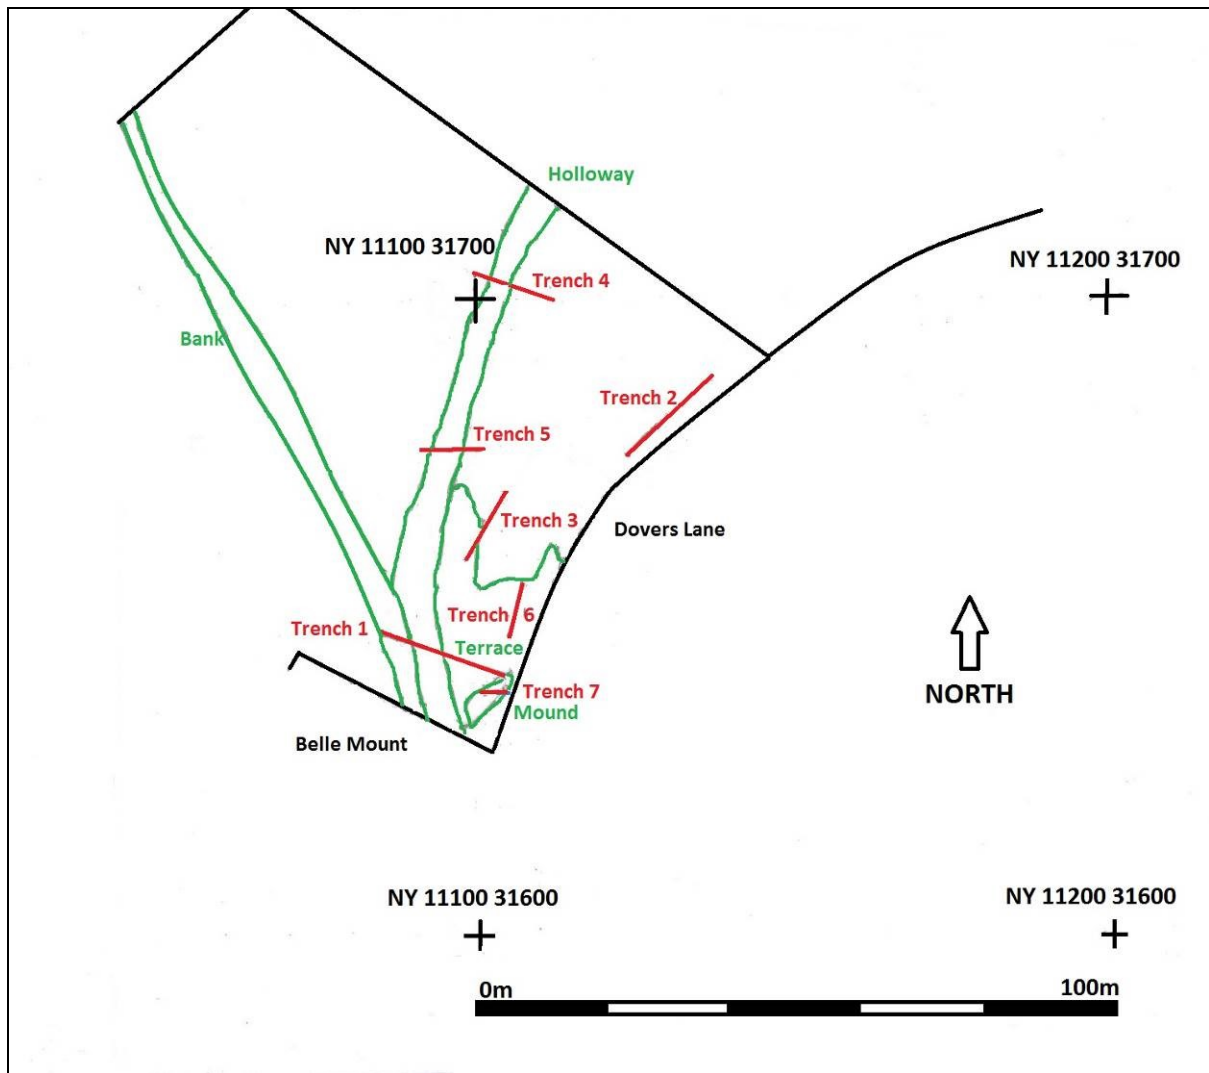 Holloway
NY 11100 31700
NY 11200 31700
Trench 4
Bank
Trench 2
Trench 5
Trench 3
Dovers Lane
Trench 6
Trench 1
Terrace
Trench 7
NORTH
Mound
Belle Mount
NY 11100 31600
NY 11200 31600
0m
100m